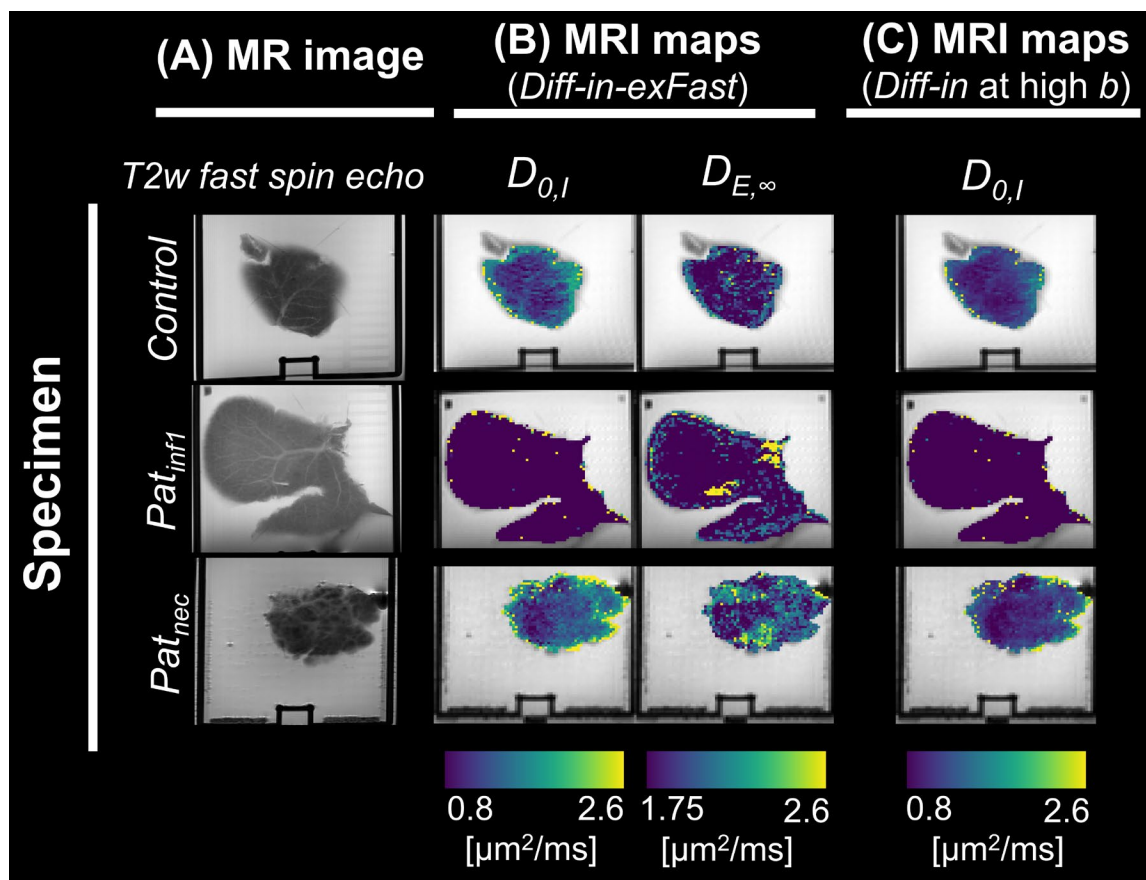 (A) MR image
(B) MRI maps
(Diff-in-exFast)
(C) MRI maps
(Diff-in at high b)
T2w fast spin echo
D0,I
DE,∞
D0,I
Specimen
Control
Patinf1
Patnec
0.8 2.6
[μm²/ms]
1.75 2.6
[μm²/ms]
0.8 2.6
[μm²/ms]